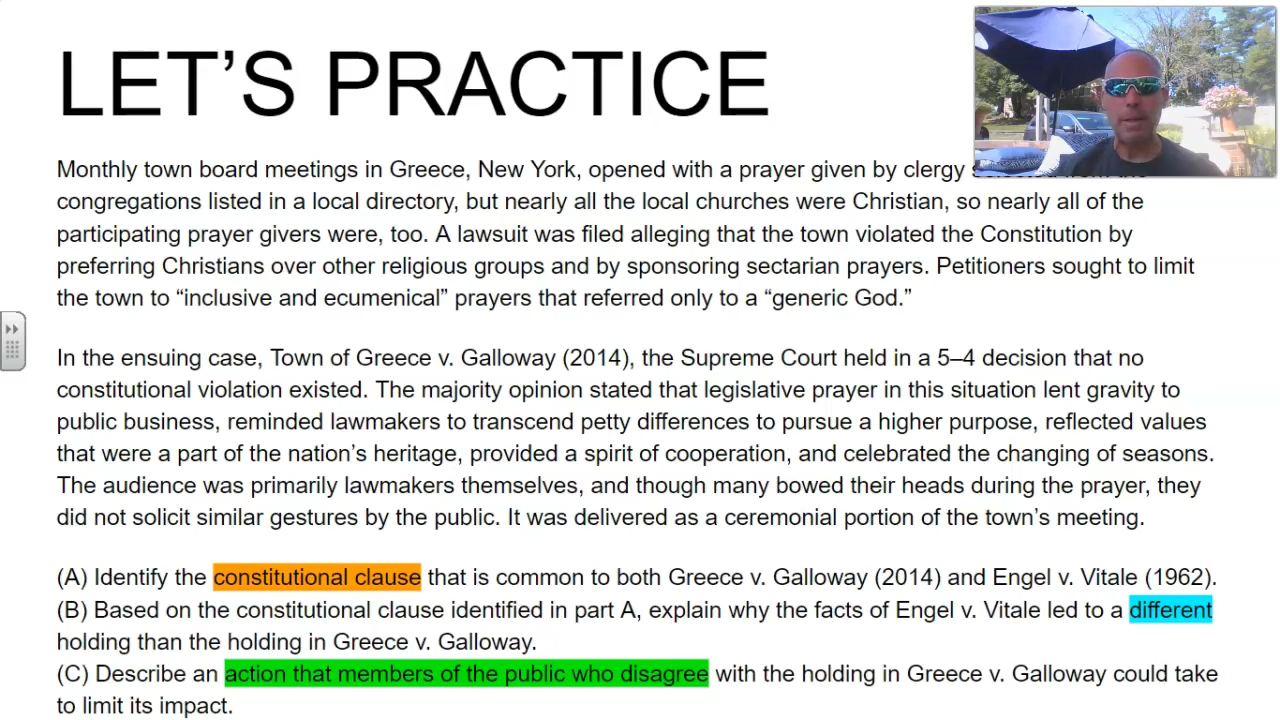 LET’S PRACTICE
Monthly town board meetings in Greece, New York, opened with a prayer given by clergy
congregations listed in a local directory, but nearly all the local churches were Christian, so nearly all of the
participating prayer givers were, too. A lawsuit was filed alleging that the town violated the Constitution by
preferring Christians over other religious groups and by sponsoring sectarian prayers. Petitioners sought to limit
the town to “inclusive and ecumenical” prayers that referred only to a “generic God.”
In the ensuing case, Town of Greece v. Galloway (2014), the Supreme Court held in a 5–4 decision that no
constitutional violation existed. The majority opinion stated that legislative prayer in this situation lent gravity to
public business, reminded lawmakers to transcend petty differences to pursue a higher purpose, reflected values
that were a part of the nation’s heritage, provided a spirit of cooperation, and celebrated the changing of seasons.
The audience was primarily lawmakers themselves, and though many bowed their heads during the prayer, they
did not solicit similar gestures by the public. It was delivered as a ceremonial portion of the town’s meeting.
(A) Identify the constitutional clause that is common to both Greece v. Galloway (2014) and Engel v. Vitale (1962).
(B) Based on the constitutional clause identified in part A, explain why the facts of Engel v. Vitale led to a different
holding than the holding in Greece v. Galloway.
(C) Describe an action that members of the public who disagree with the holding in Greece v. Galloway could take
to limit its impact.